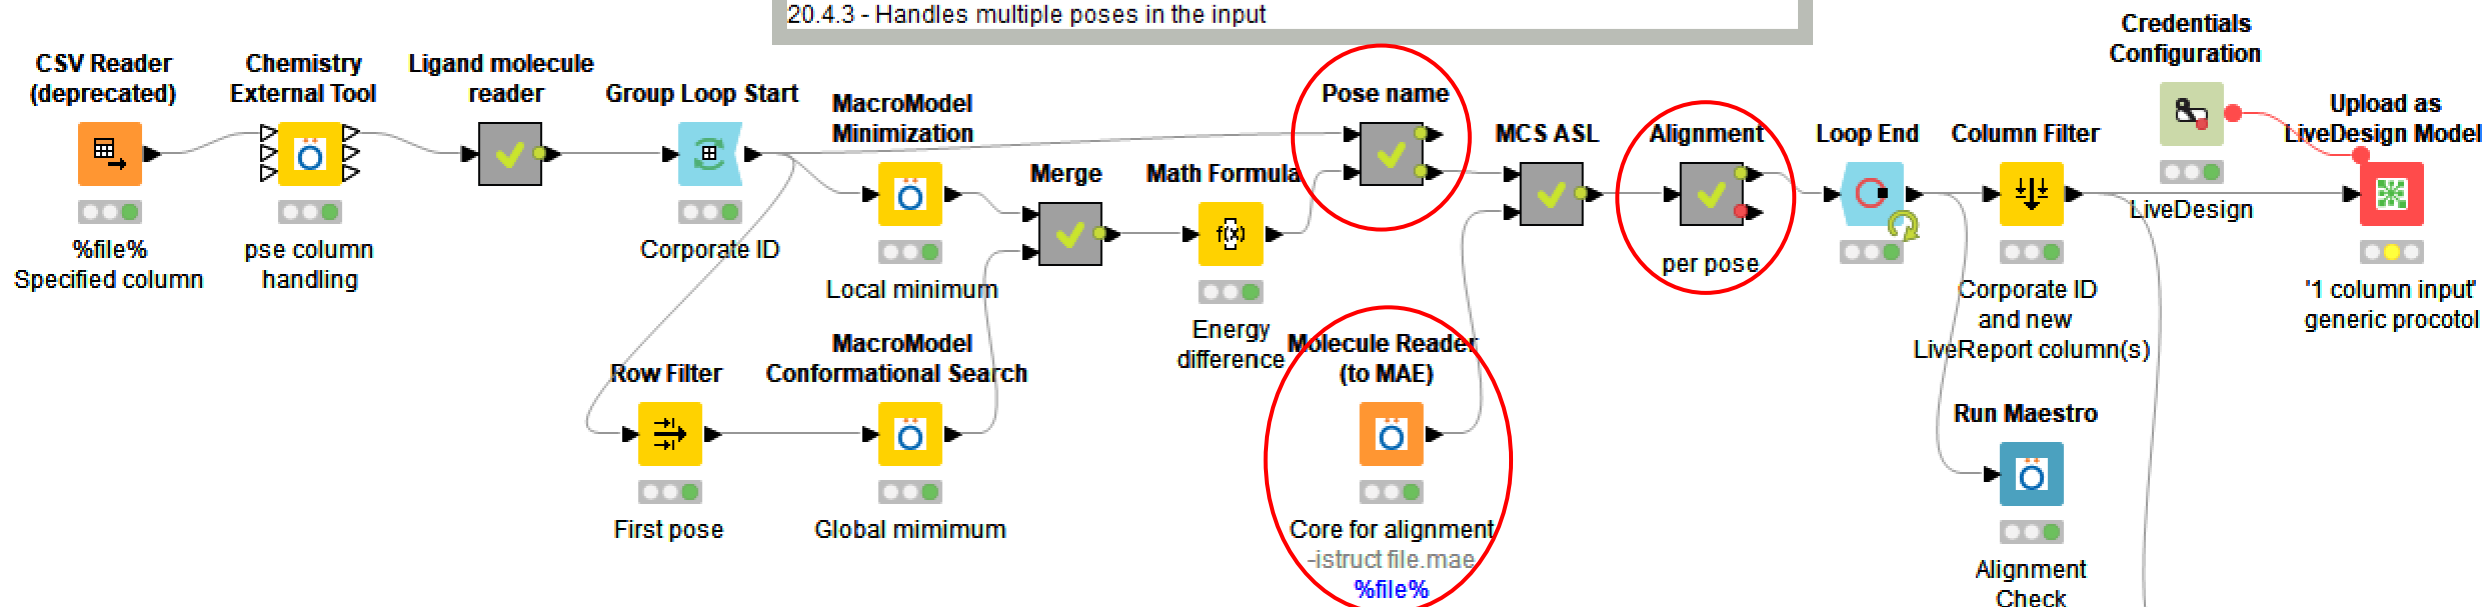 20.4.3 - Handles multiple poses in the input
CSV Reader
(deprecated)
%file%
Specified column
Chemistry
External Tool
pse column
handling
Ligand molecule
reader
Group Loop Start
Corporate ID
MacroModel
Minimization
Local minimum
Row Filter
First pose
MacroModel
Conformational Search
Global mimimum
Merge
Math Formula
f(x)
Energy
difference
Pose name
Molecule Reader
(to MAE)
Core for alignment
-istruct file.mae
%file%
MCS ASL
Alignment
per pose
Loop End
Column Filter
Corporate ID
and new
LiveReport column(s)
Run Maestro
Alignment
Check
Credentials
Configuration
LiveDesign
Upload as
LiveDesign Model
'1 column input'
generic procotol